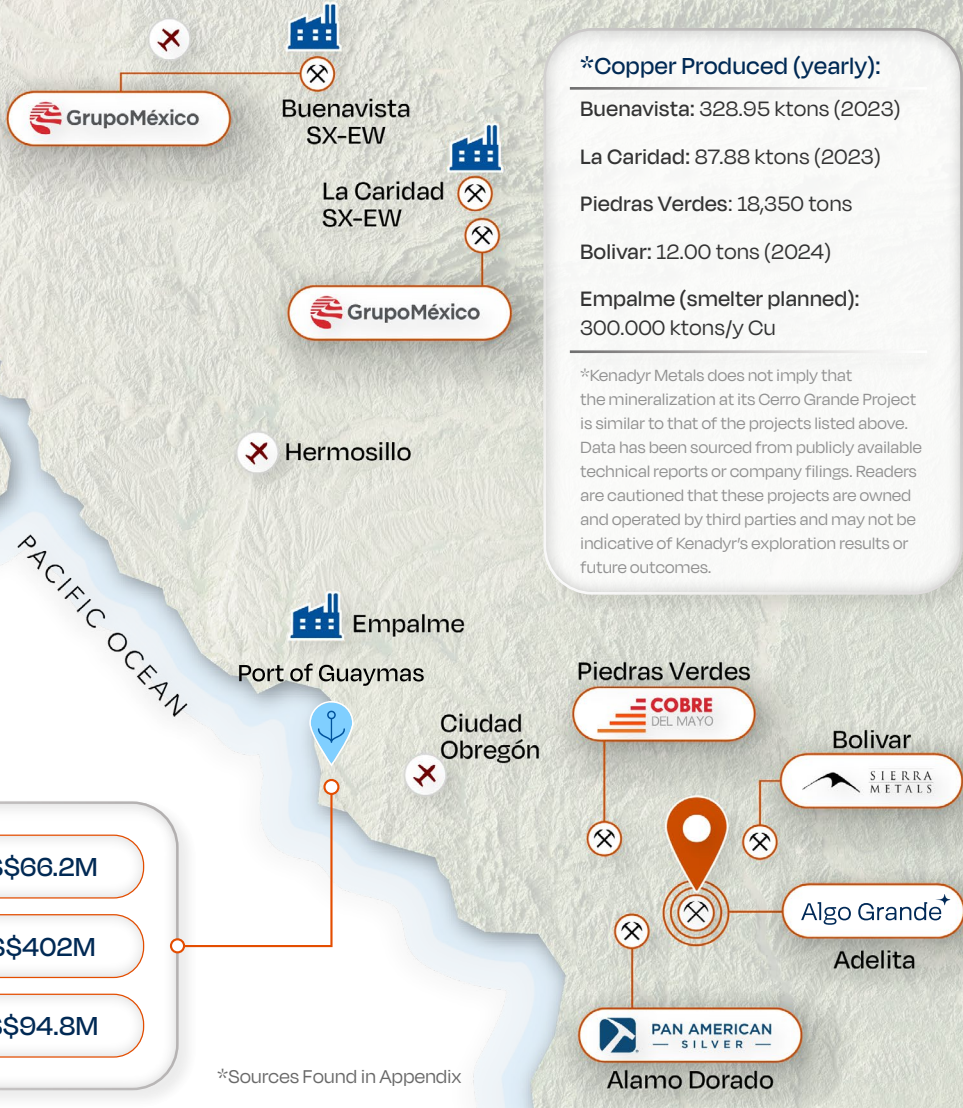 GrupoMéxico
Buenavista
SX-EW
La Caridad
SX-EW
GrupoMéxico
*Copper Produced (yearly):
Buenavista: 328.95 ktons (2023)
La Caridad: 87.88 ktons (2023)
Piedras Verdes: 18,350 tons
Bolivar: 12.00 tons (2024)
Empalme (smelter planned):
300.000 ktons/y Cu
*Kenadyr Metals does not imply that
the mineralization at its Cerro Grande Project
is similar to that of the projects listed above.
Data has been sourced from publicly available
technical reports or company filings. Readers
are cautioned that these projects are owned
and operated by third parties and may not be
indicative of Kenadyr's exploration results or
future outcomes.
Hermosillo
PACIFIC OCEAN
Empalme
Port of Guaymas
Ciudad
Obregón
Piedras Verdes
COBRE
DEL MAYO
Bolivar
SIERRA
METALS
Algo Grande
Adelita
PAN AMERICAN
— SILVER —
Alamo Dorado
$66.2M
$402M
$94.8M
*Sources Found in Appendix